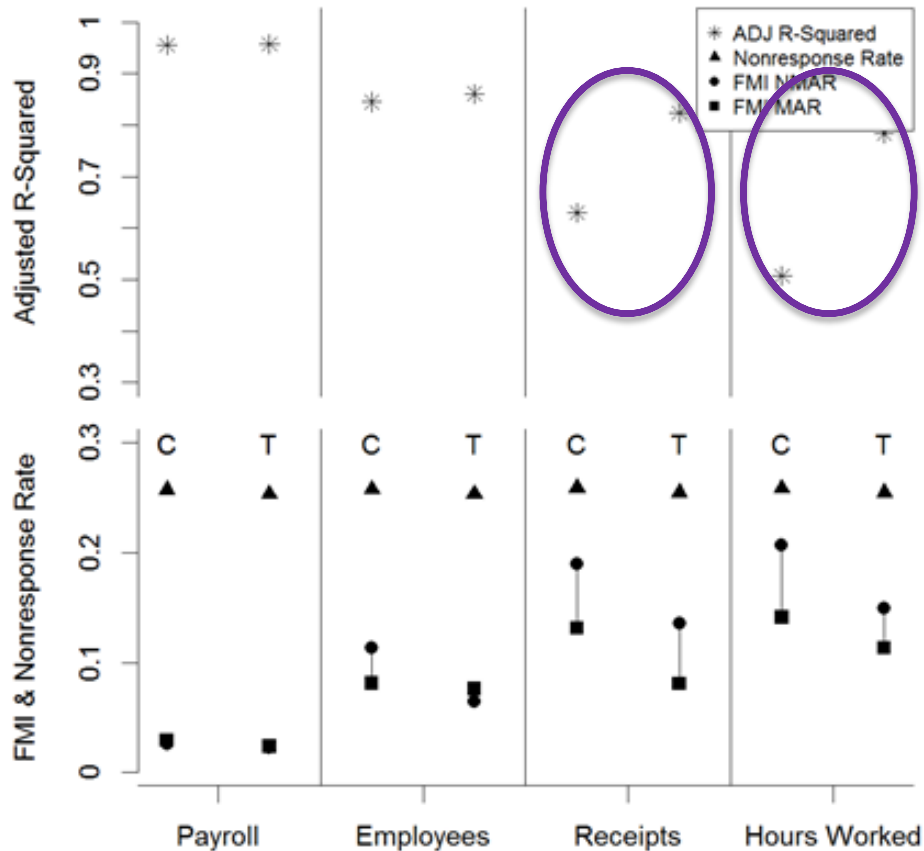 ADJ R-Squared
Nonresponse Rate
FMI NMAR
FMI MAR
Adjusted R-Squared
1
0.9
0.7
0.5
0.3
C T C T C T C T
FMI & Nonresponse Rate
0.3
0.2
0.1
0
Payroll Employees Receipts Hours Worked